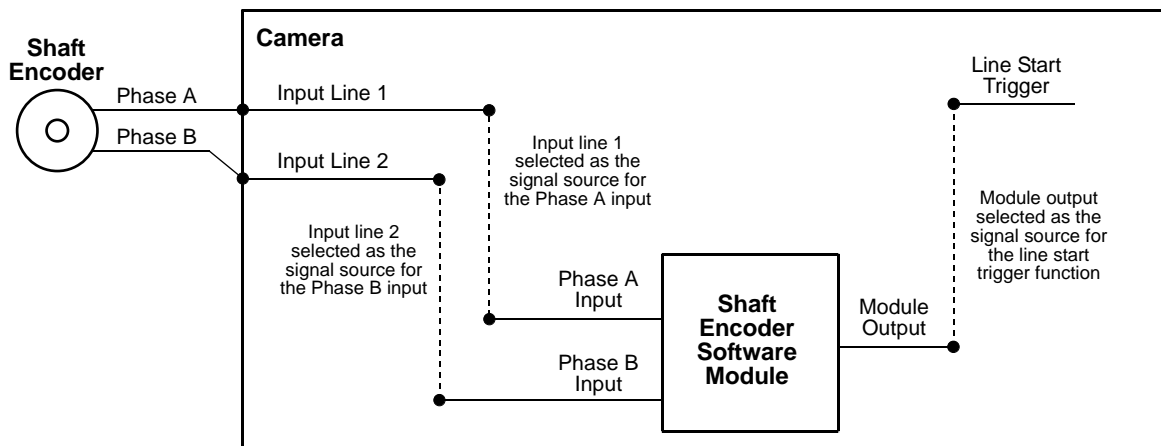 Camera
Shaft
Encoder
Phase A
Phase B
Input Line 1
Input Line 2
Input line 1
selected as the
signal source for
the Phase A input
Input line 2
selected as the
signal source for
the Phase B input
Phase A
Input
Phase B
Input
Shaft
Encoder
Software
Module
Module
Output
Line Start
Trigger
Module output
selected as the
signal source for
the line start
trigger function